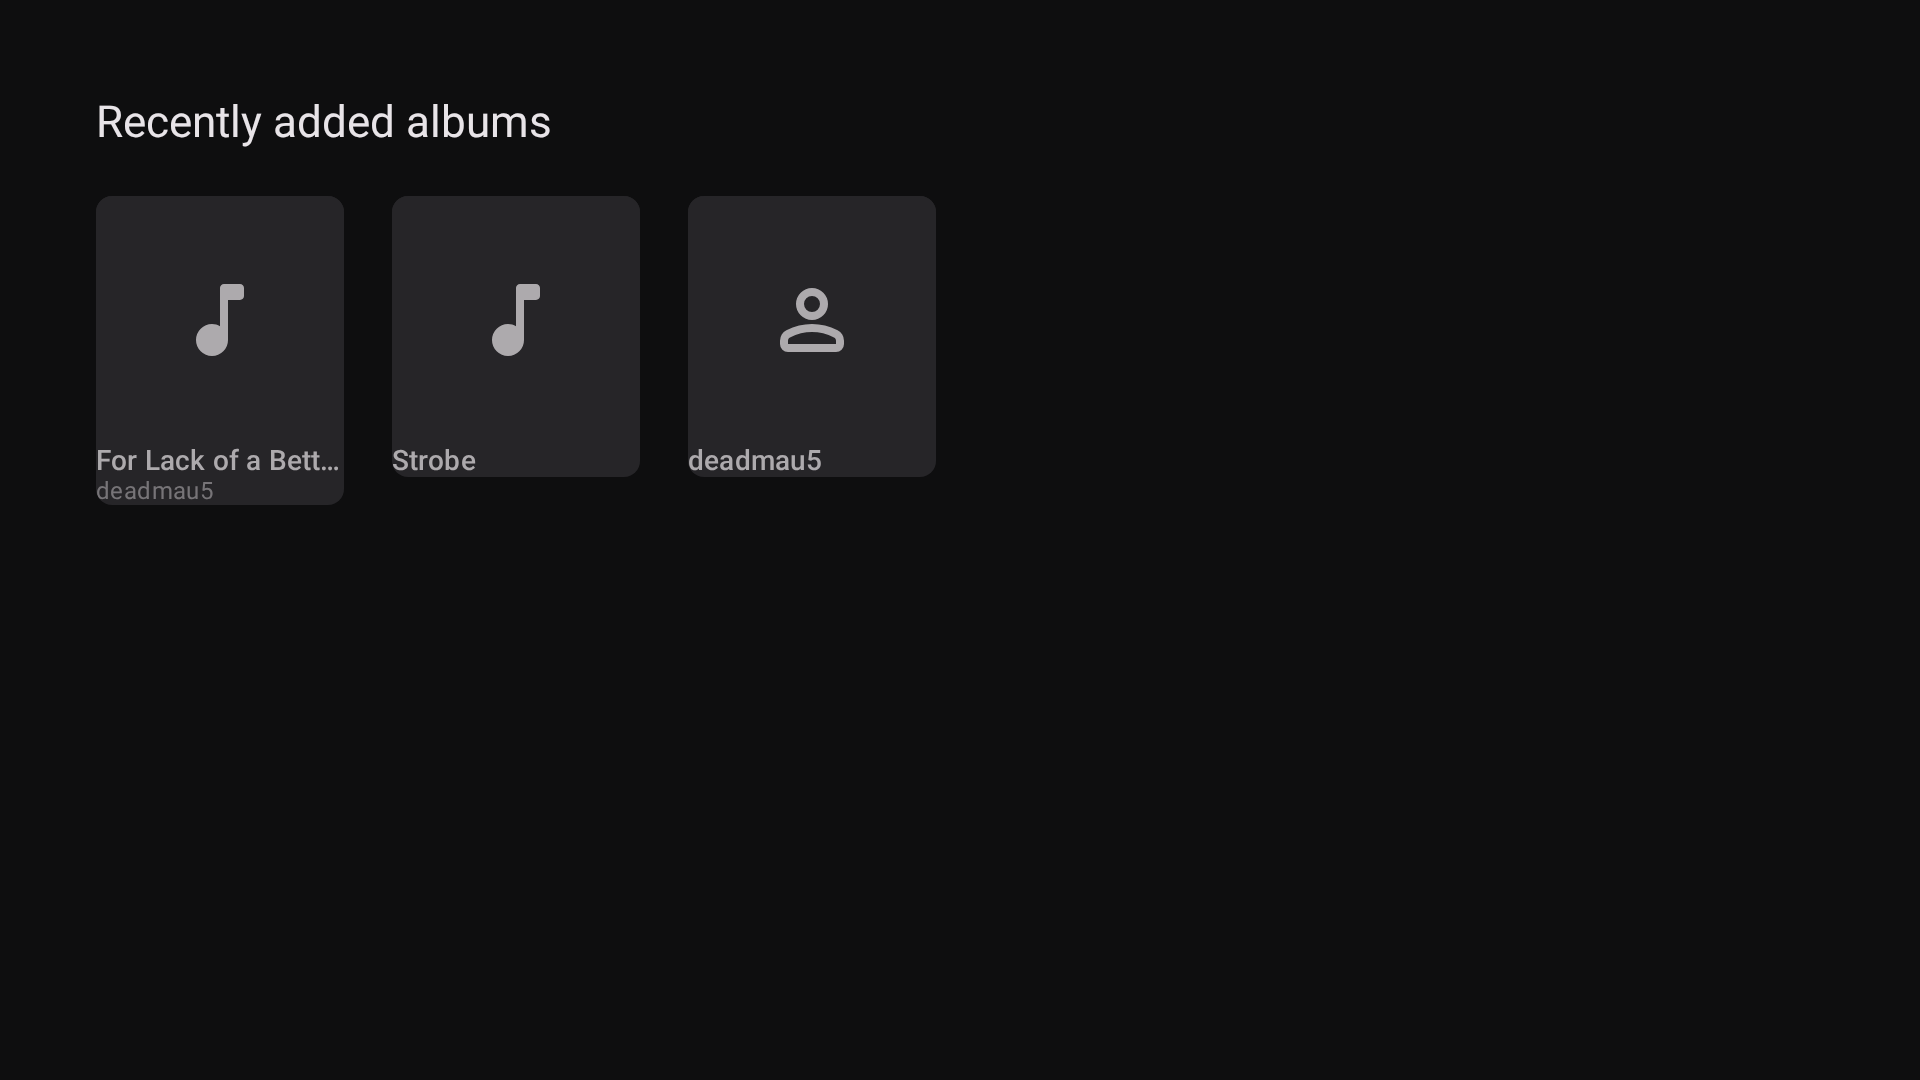 Recently added albums
For Lack of a Bett...
deadmau5
Strobe
deadmau5